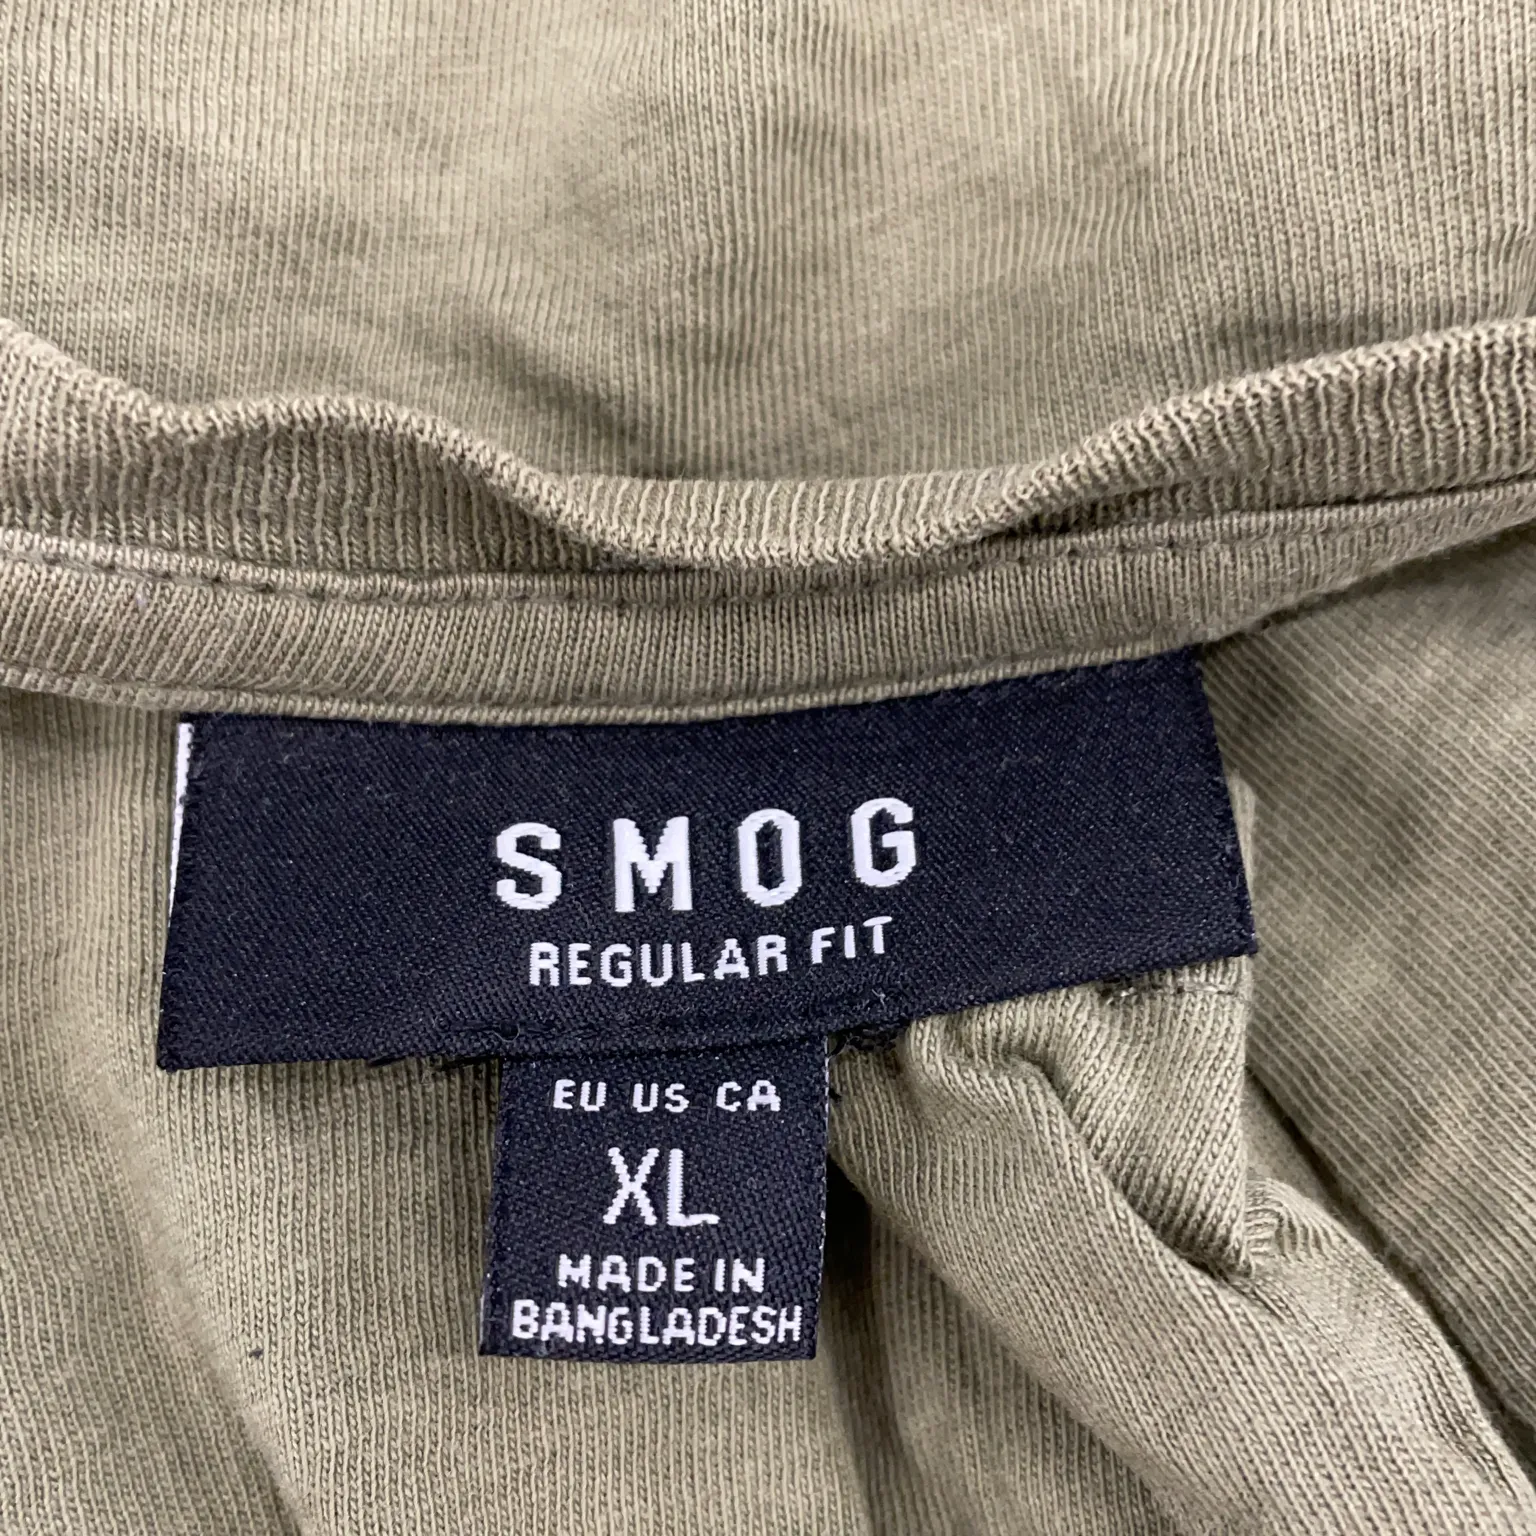 SMOG
REGULAR FIT
EU US CA
XL
MADE IN
BANGLADESH